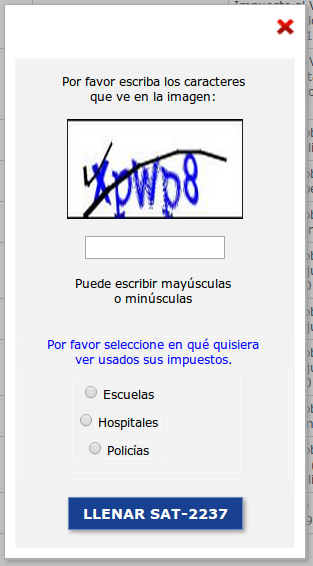 Por favor escriba los caracteres
que ve en la imagen:
Puede escribir mayúsculas
o minúsculas
Por favor seleccione en qué quisiera
ver usados sus impuestos.
Escuelas
Hospitales
Policías
LLENAR SAT-2237